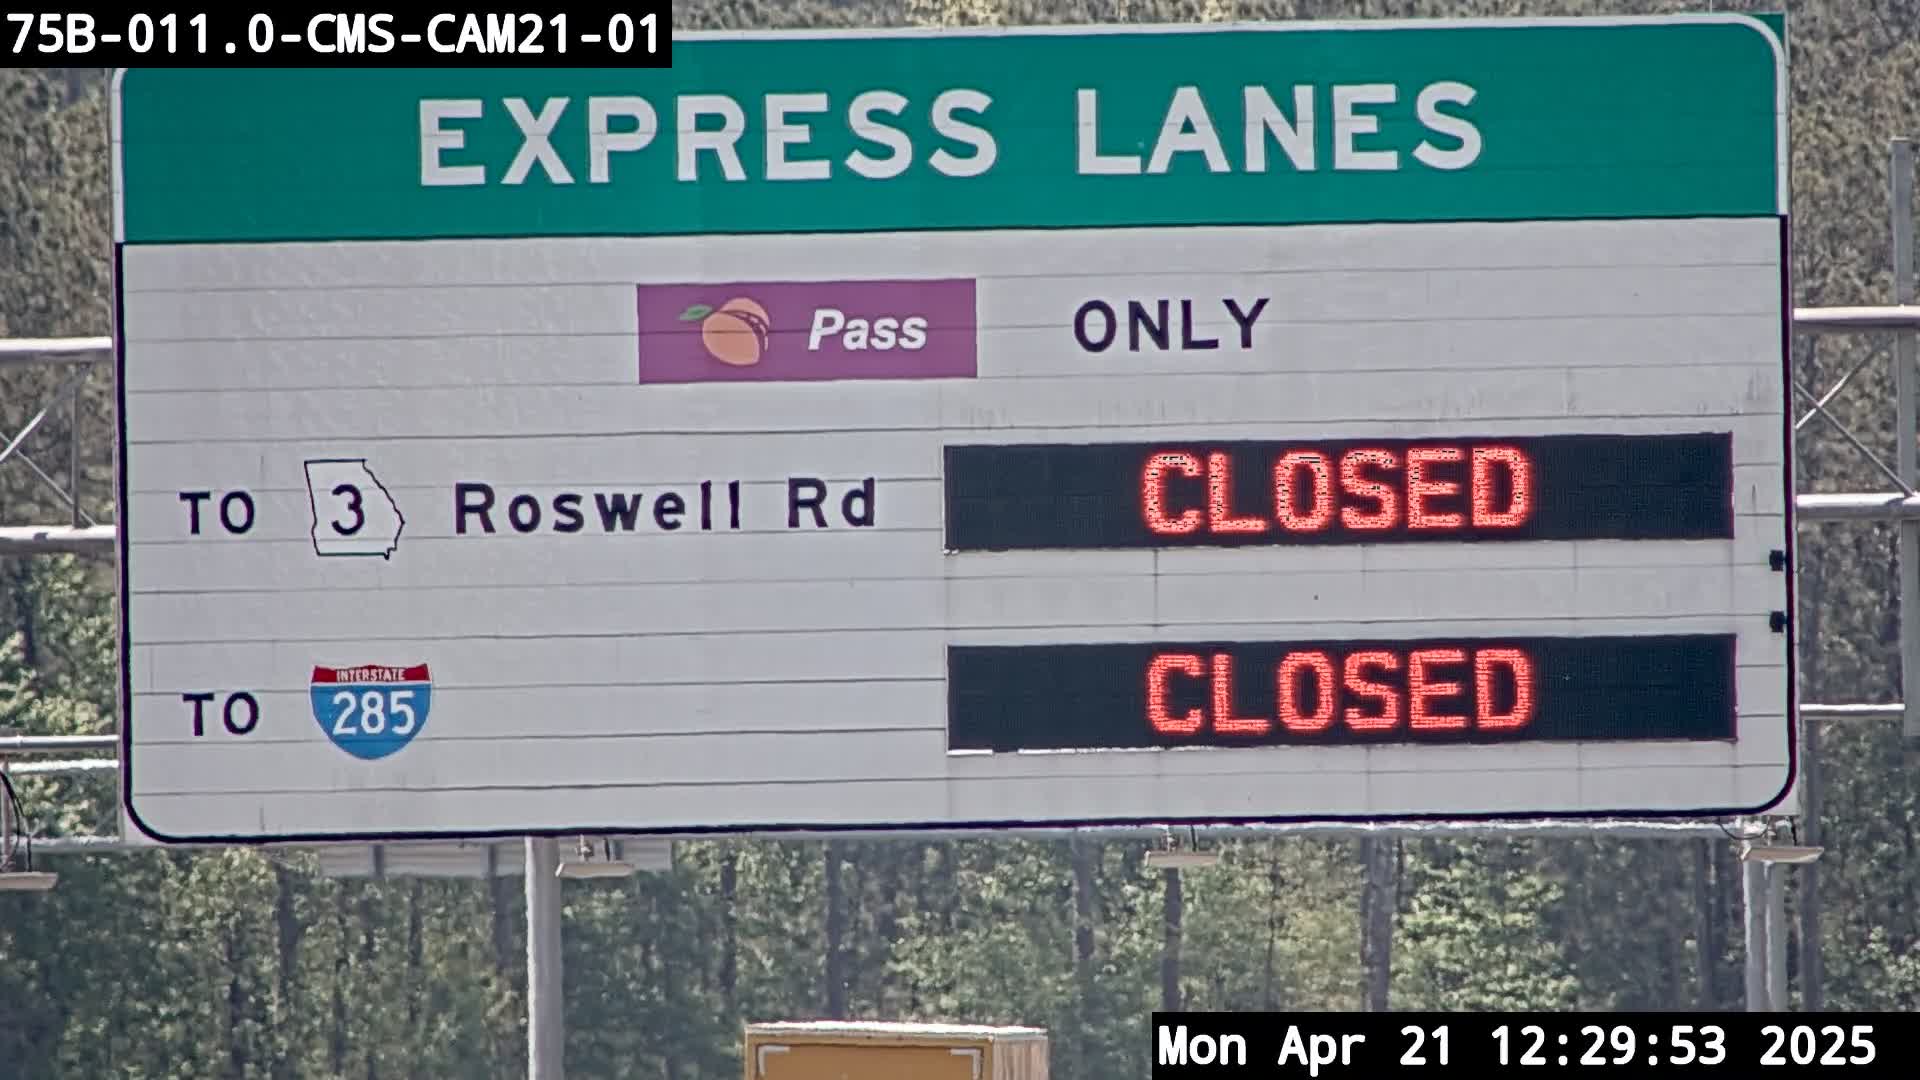 75B-011.0-CMS-CAM21-01
EXPRESS LANES
Pass ONLY
TO 3 Roswell Rd CLOSED
TO INTERSTATE 285 CLOSED
Mon Apr 21 12:29:53 2025